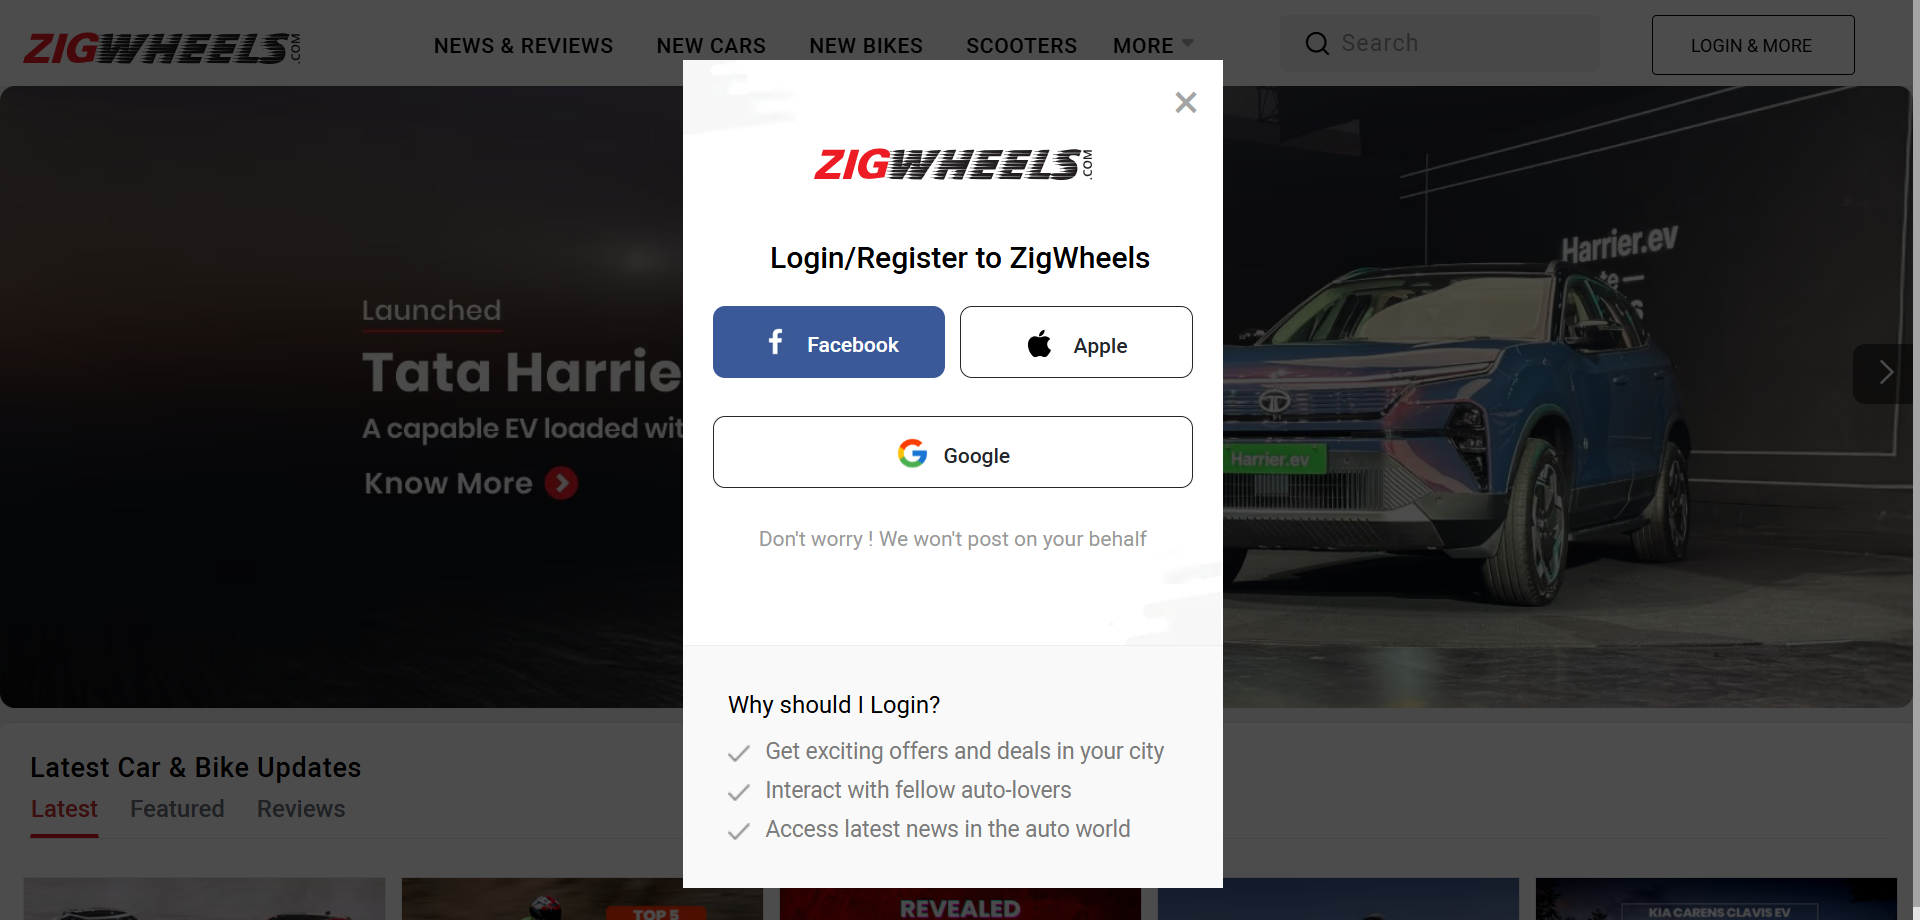 ZIGWHEELS.COM
NEWS & REVIEWS
NEW CARS
NEW BIKES
SCOOTERS
MORE
Search
LOGIN & MORE
ZIGWHEELS.COM
Login/Register to ZigWheels
Facebook
Apple
Google
Don't worry ! We won't post on your behalf
Why should I Login?
Get exciting offers and deals in your city
Interact with fellow auto-lovers
Access latest news in the auto world
Launched
Tata Harrie
A capable EV loaded wit
Know More
Harrier.ev
Harrier.ev
Latest Car & Bike Updates
Latest
Featured
Reviews
TOP 5
REVEALED
KIA CARENS CLAVIS EV